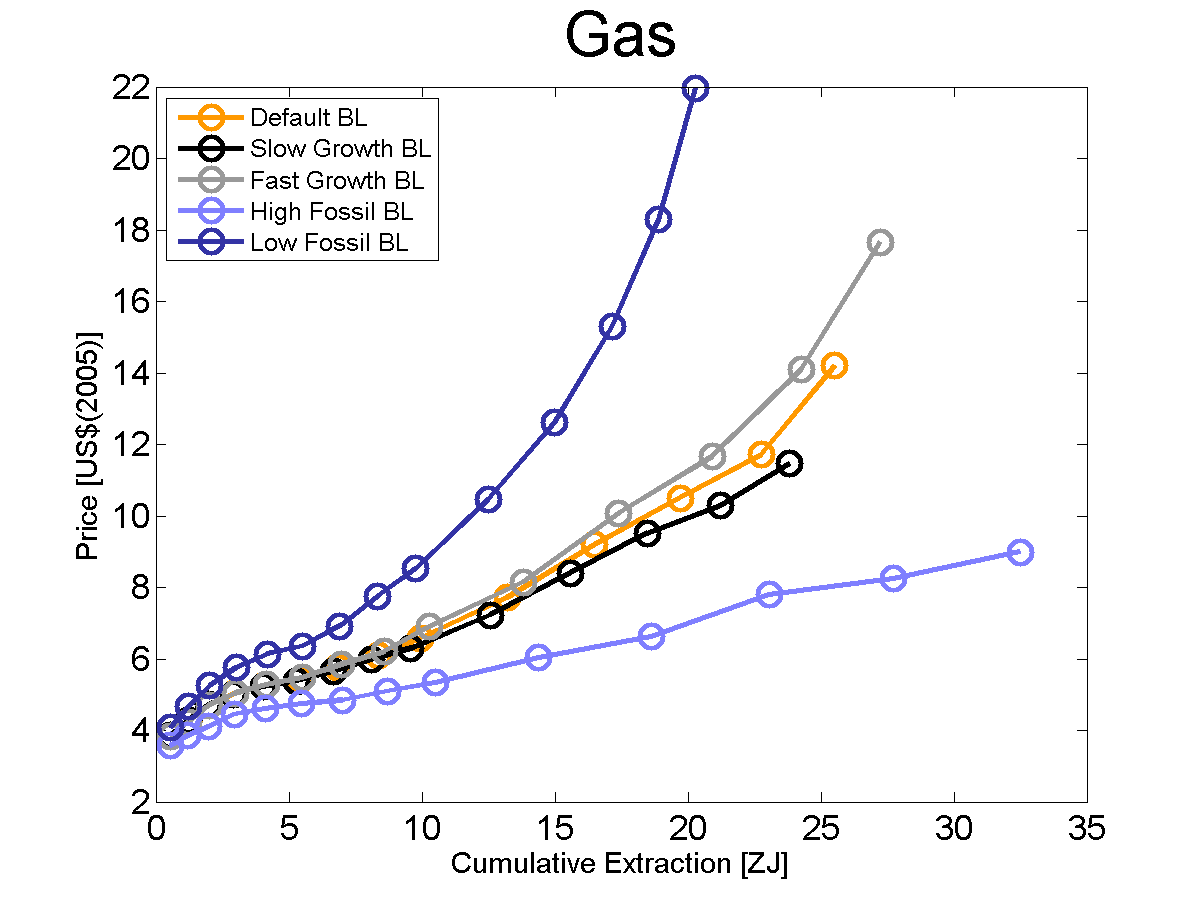 Gas
22
20
18
16
14
12
10
8
6
4
2
Price [US$(2005)]
Default BL
Slow Growth BL
Fast Growth BL
High Fossil BL
Low Fossil BL
0 5 10 15 20 25 30 35
Cumulative Extraction [ZJ]